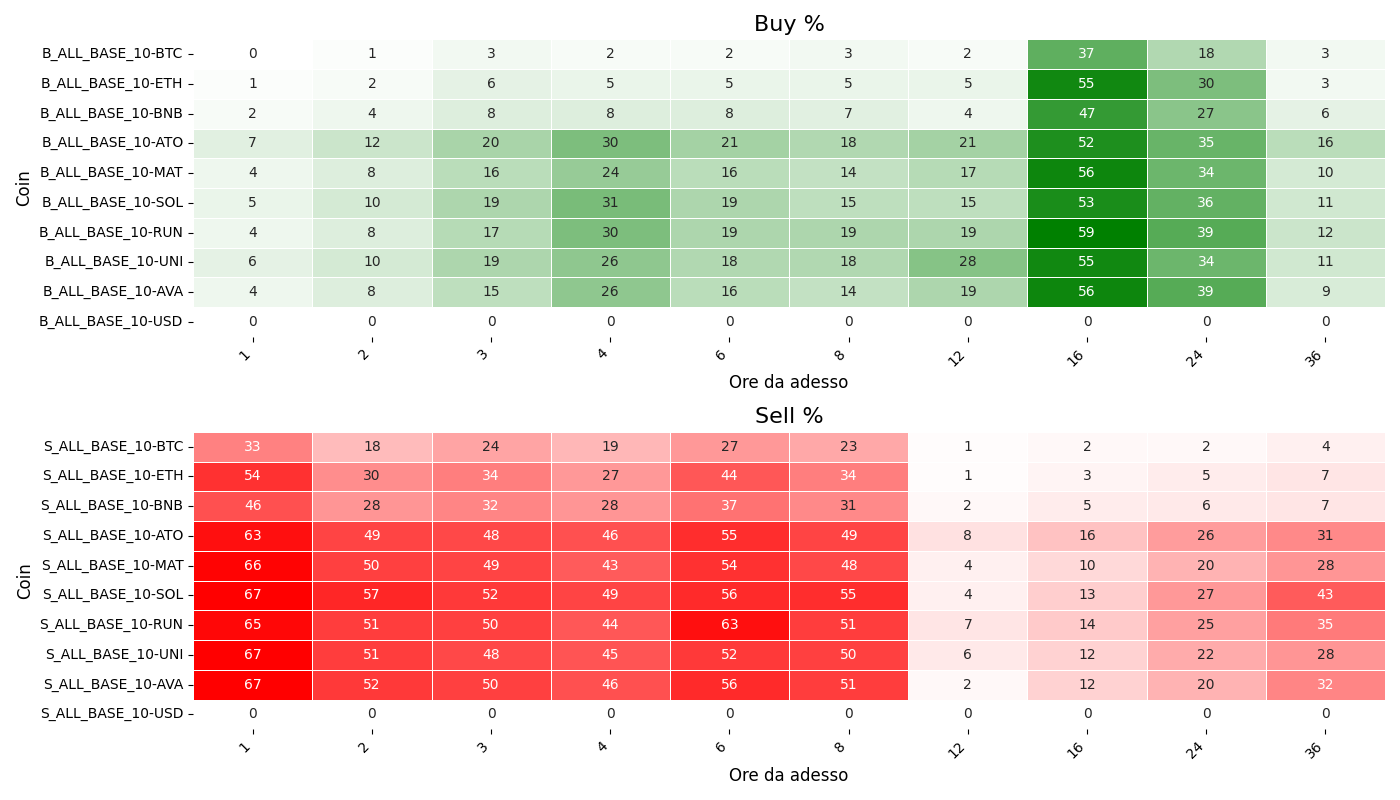 Buy %
Coin
B_ALL_BASE_10-BTC 0 1 3 2 2 3 2 37 18 3
B_ALL_BASE_10-ETH 1 2 6 5 5 5 5 55 30 3
B_ALL_BASE_10-BNB 2 4 8 8 8 7 4 47 27 6
B_ALL_BASE_10-ATO 7 12 20 30 21 18 21 52 35 16
B_ALL_BASE_10-MAT 4 8 16 24 16 14 17 56 34 10
B_ALL_BASE_10-SOL 5 10 19 31 19 15 15 53 36 11
B_ALL_BASE_10-RUN 4 8 17 30 19 19 19 59 39 12
B_ALL_BASE_10-UNI 6 10 19 26 18 18 28 55 34 11
B_ALL_BASE_10-AVA 4 8 15 26 16 14 19 56 39 9
B_ALL_BASE_10-USD 0 0 0 0 0 0 0 0 0 0
1 2 3 4 6 8 12 16 24 36
Ore da adesso
Sell %
Coin
S_ALL_BASE_10-BTC 33 18 24 19 27 23 1 2 2 4
S_ALL_BASE_10-ETH 54 30 34 27 44 34 1 3 5 7
S_ALL_BASE_10-BNB 46 28 32 28 37 31 2 5 6 7
S_ALL_BASE_10-ATO 63 49 48 46 55 49 8 16 26 31
S_ALL_BASE_10-MAT 66 50 49 43 54 48 4 10 20 28
S_ALL_BASE_10-SOL 67 57 52 49 56 55 4 13 27 43
S_ALL_BASE_10-RUN 65 51 50 44 63 51 7 14 25 35
S_ALL_BASE_10-UNI 67 51 48 45 52 50 6 12 22 28
S_ALL_BASE_10-AVA 67 52 50 46 56 51 2 12 20 32
S_ALL_BASE_10-USD 0 0 0 0 0 0 0 0 0 0
1 2 3 4 6 8 12 16 24 36
Ore da adesso